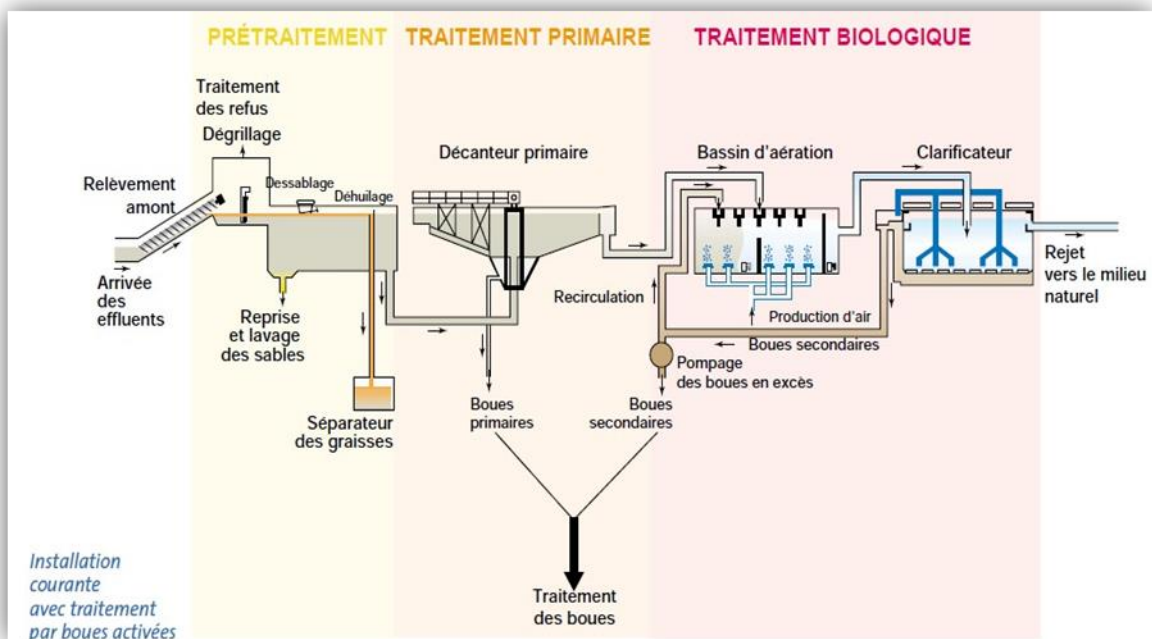 PRÉTRAITEMENT
TRAITEMENT PRIMAIRE
TRAITEMENT BIOLOGIQUE
Traitement
des refus
Dégrillage
Relèvement
amont
Dessablage
Déhuilage
Arrivée
des
effluents
Reprise
et lavage
des sables
Séparateur
des graisses
Décanteur primaire
Boues
primaires
Bassin d'aération
Clarificateur
Recirculation
Production d'air
Boues secondaires
Pompage
des boues en excès
Boues
secondaires
Rejet
vers le milieu
naturel
Traitement
des boues
Installation
courante
avec traitement
par boues activées